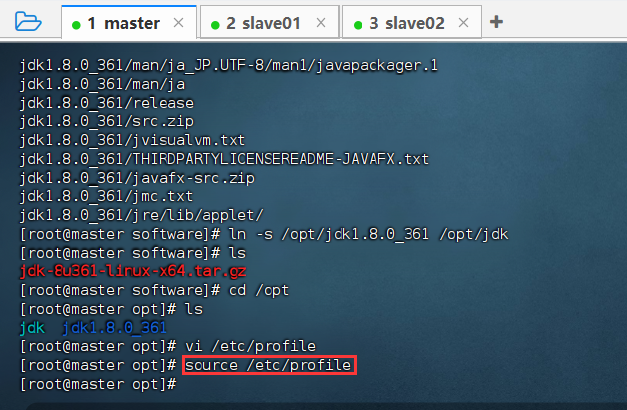 1 master × 2 slave01 × 3 slave02 × +
jdk1.8.0_361/man/ja_JP.UTF-8/man1/javapackager.1
jdk1.8.0_361/man/ja
jdk1.8.0_361/release
jdk1.8.0_361/src.zip
jdk1.8.0_361/jvisualvm.txt
jdk1.8.0_361/THIRDPARTYLICENSEREADME-JAVAFX.txt
jdk1.8.0_361/javafx-src.zip
jdk1.8.0_361/jmc.txt
jdk1.8.0_361/jre/lib/applet/
[root@master software]# ln -s /opt/jdk1.8.0_361 /opt/jdk
[root@master software]# ls
jdk-8u361-linux-x64.tar.gz
[root@master software]# cd /opt
[root@master opt]# ls
jdk jdk1.8.0_361
[root@master opt]# vi /etc/profile
[root@master opt]# source /etc/profile
[root@master opt]#